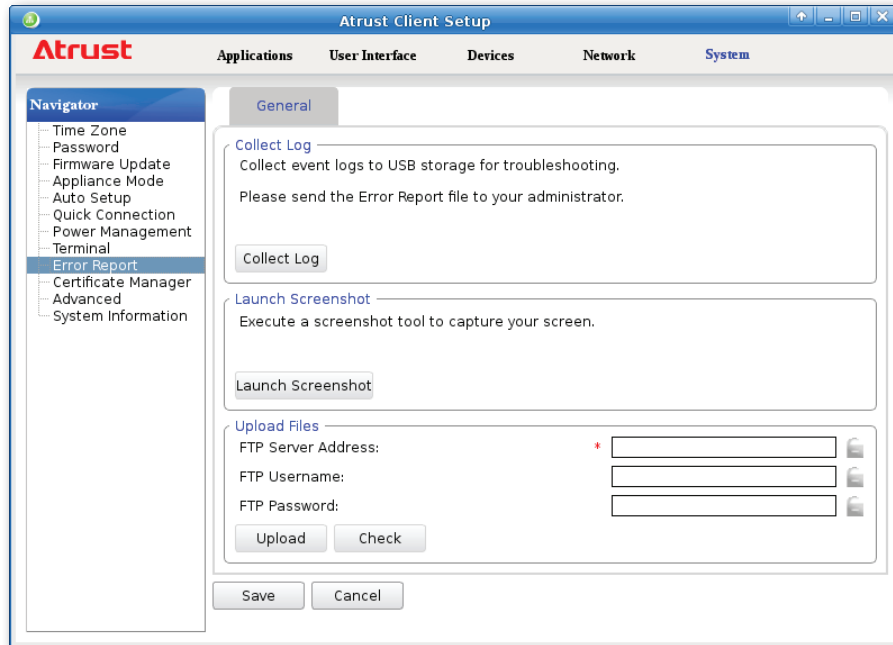 Atrust Client Setup
Atrust
Applications User Interface Devices Network System
Navigator
Time Zone
Password
Firmware Update
Appliance Mode
Auto Setup
Quick Connection
Power Management
Terminal
Error Report
Certificate Manager
Advanced
System Information
General
Collect Log
Collect event logs to USB storage for troubleshooting.
Please send the Error Report file to your administrator.
Collect Log
Launch Screenshot
Execute a screenshot tool to capture your screen.
Launch Screenshot
Upload Files
FTP Server Address: *
FTP Username:
FTP Password:
Upload Check
Save Cancel